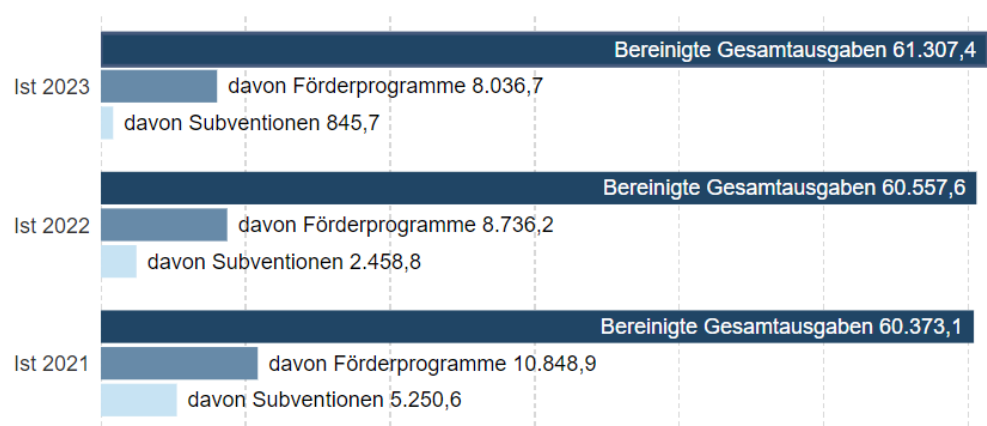 Bereinigte Gesamtausgaben 61.307,4
Ist 2023
davon Förderprogramme 8.036,7
davon Subventionen 845,7
Bereinigte Gesamtausgaben 60.557,6
Ist 2022
davon Förderprogramme 8.736,2
davon Subventionen 2.458,8
Bereinigte Gesamtausgaben 60.373,1
Ist 2021
davon Förderprogramme 10.848,9
davon Subventionen 5.250,6